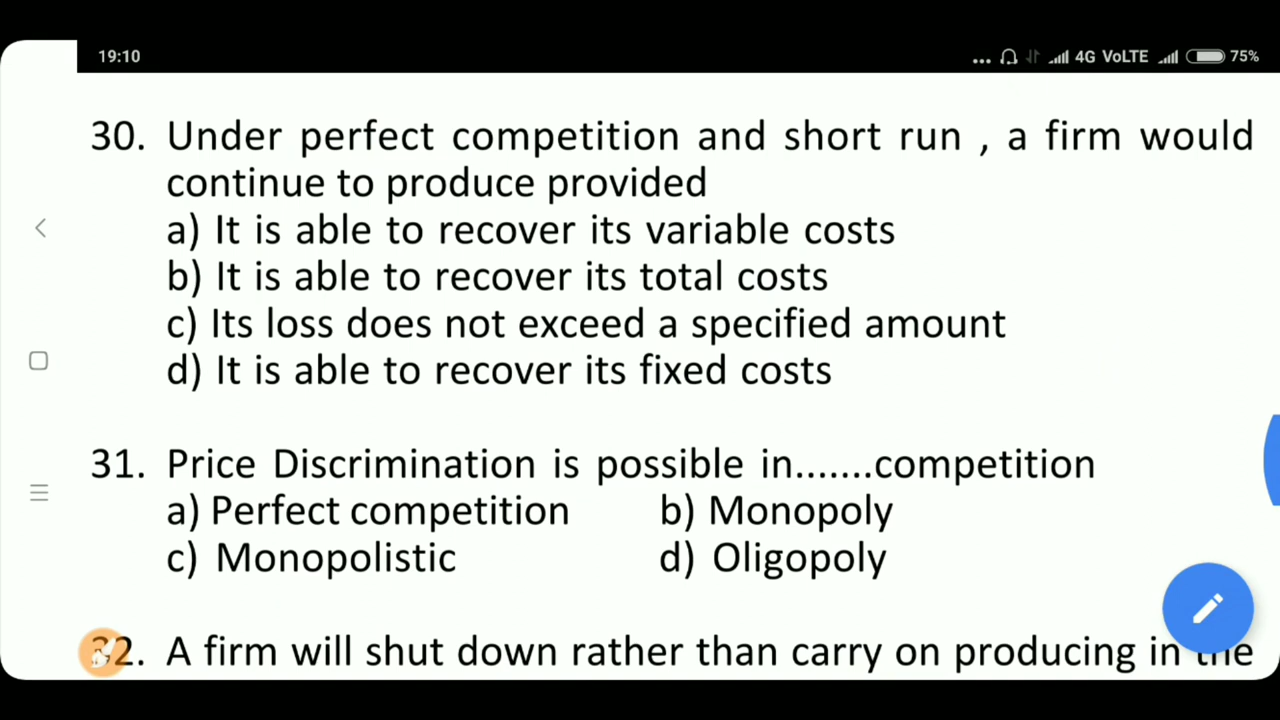 19:10
... 4G VoLTE 75%
30. Under perfect competition and short run , a firm would
continue to produce provided
a) It is able to recover its variable costs
b) It is able to recover its total costs
c) Its loss does not exceed a specified amount
d) It is able to recover its fixed costs
31. Price Discrimination is possible in.......competition
a) Perfect competition b) Monopoly
c) Monopolistic d) Oligopoly
32. A firm will shut down rather than carry on producing in the